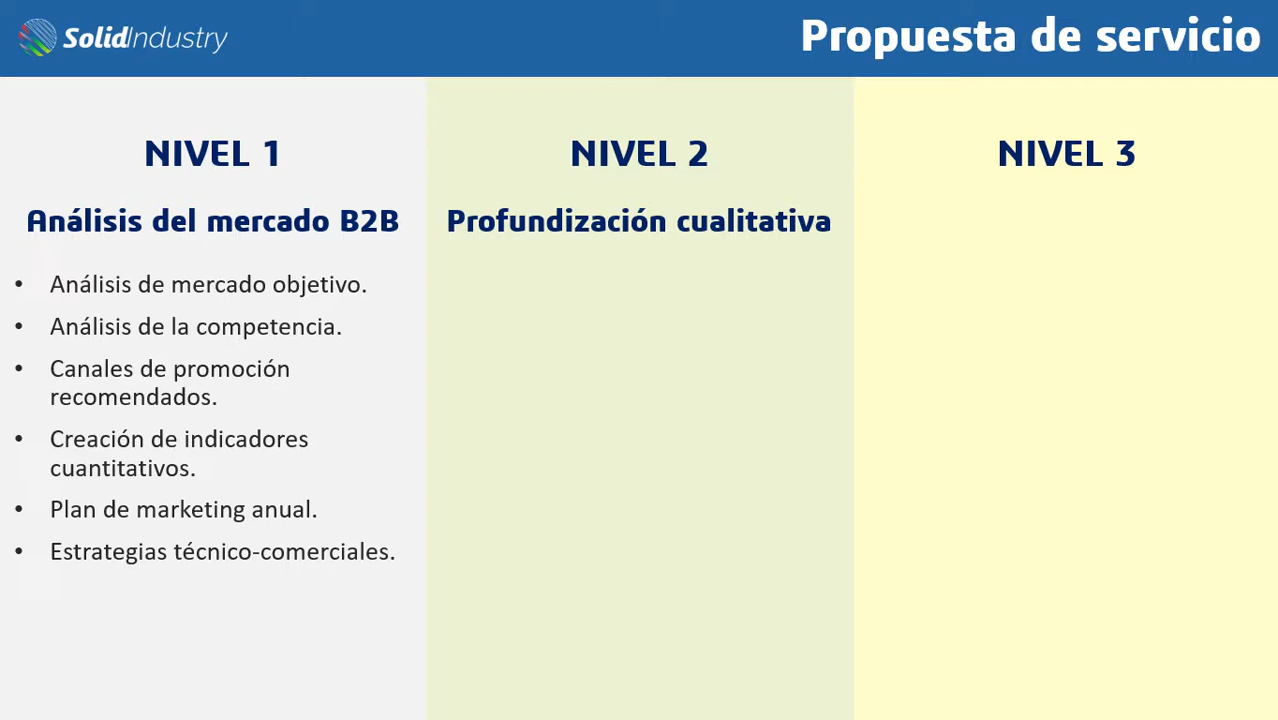 SolidIndustry
Propuesta de servicio
NIVEL 1
Análisis del mercado B2B
• Análisis de mercado objetivo.
• Análisis de la competencia.
• Canales de promoción
recomendados.
• Creación de indicadores
cuantitativos.
• Plan de marketing anual.
• Estrategias técnico-comerciales.
NIVEL 2
Profundización cualitativa
NIVEL 3